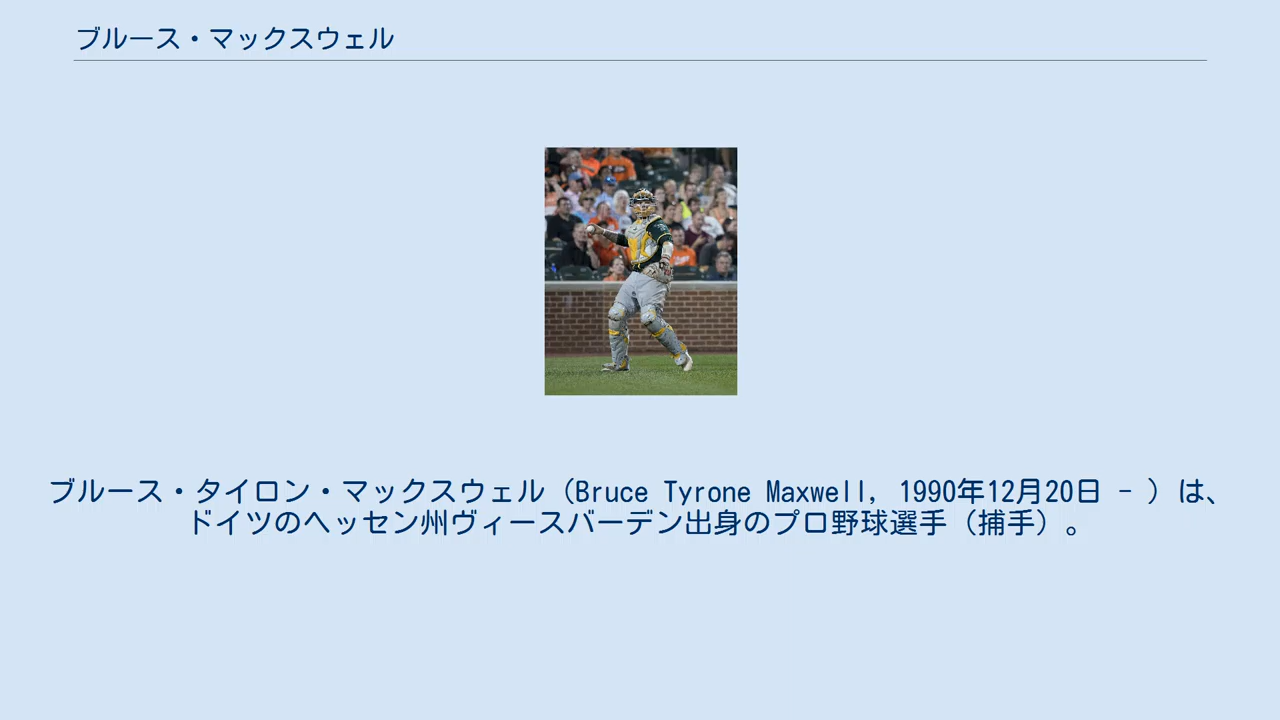 ブルース・マックスウェル
ブルース・タイロン・マックスウェル（Bruce Tyrone Maxwell, 1990年12月20日 - ）は、
ドイツのヘッセン州ヴィースバーデン出身のプロ野球選手（捕手）。